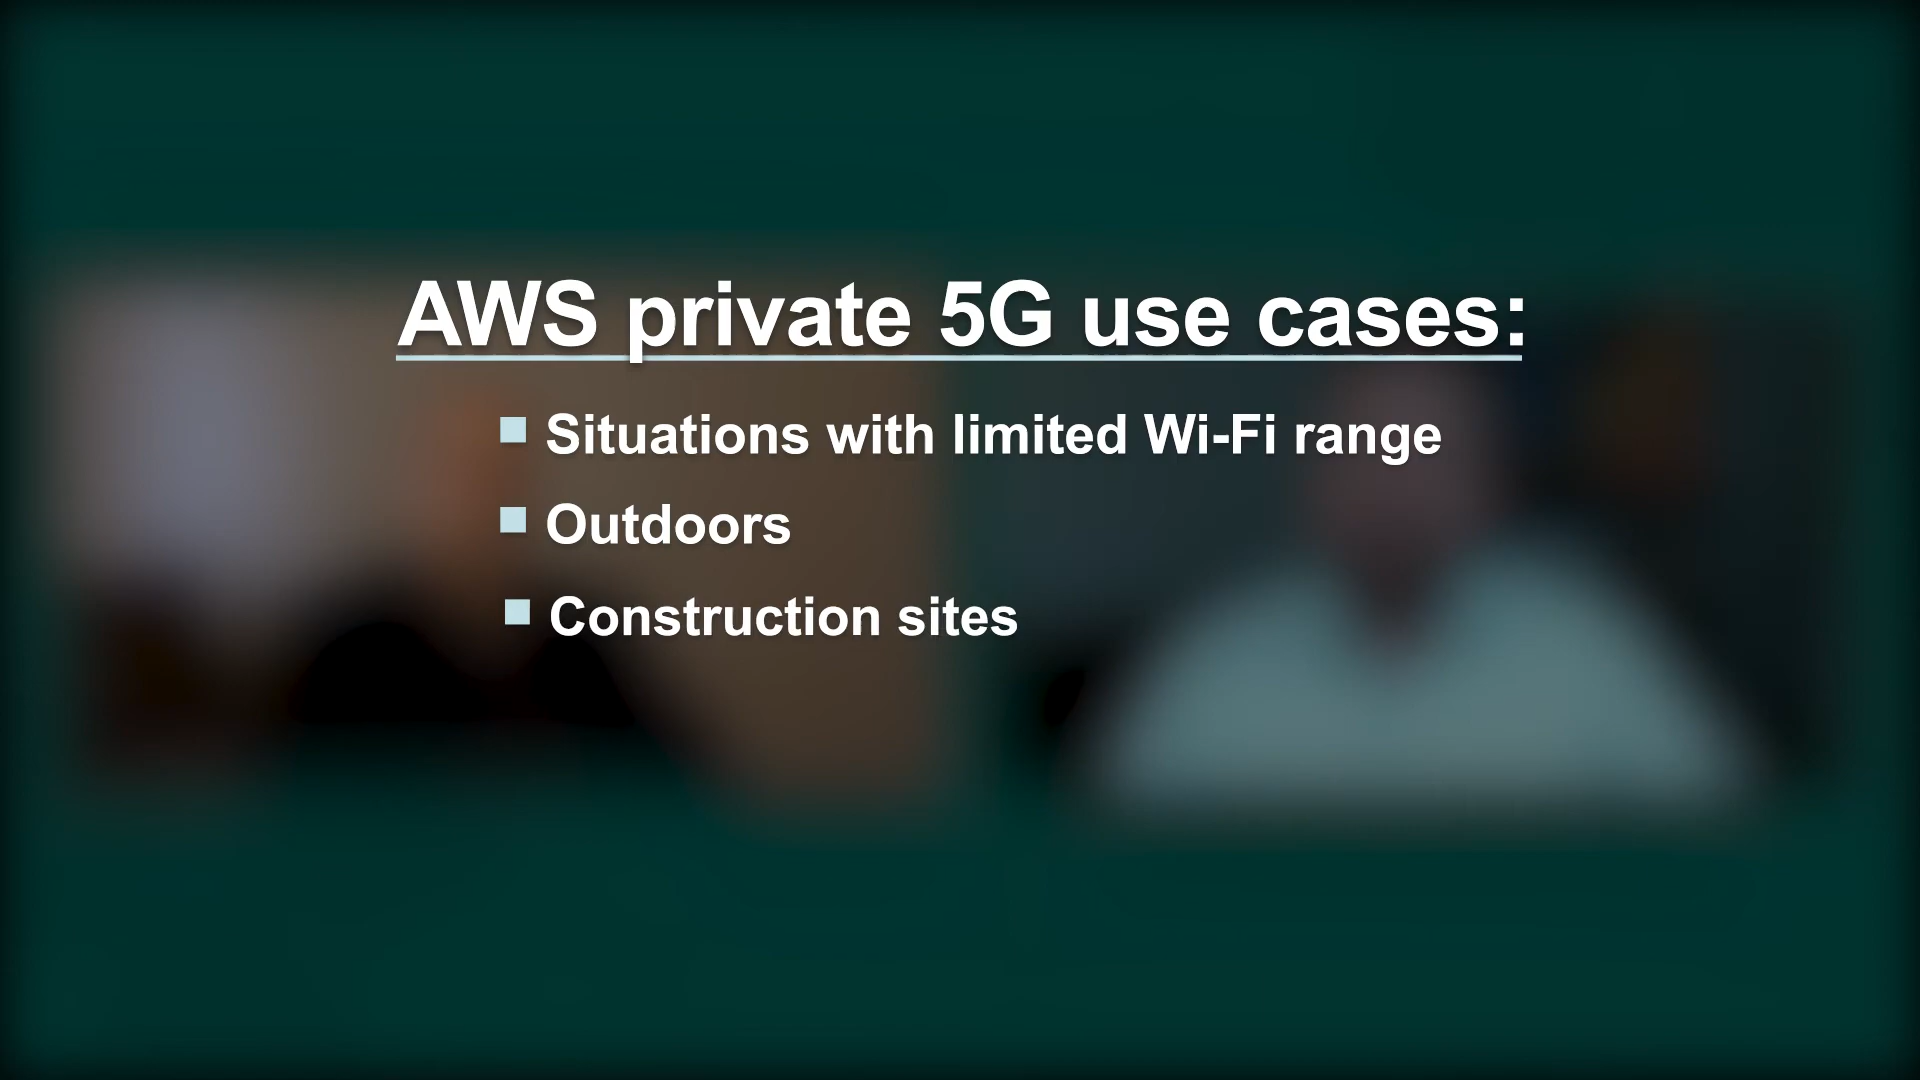 AWS private 5G use cases:
Situations with limited Wi-Fi range
Outdoors
Construction sites